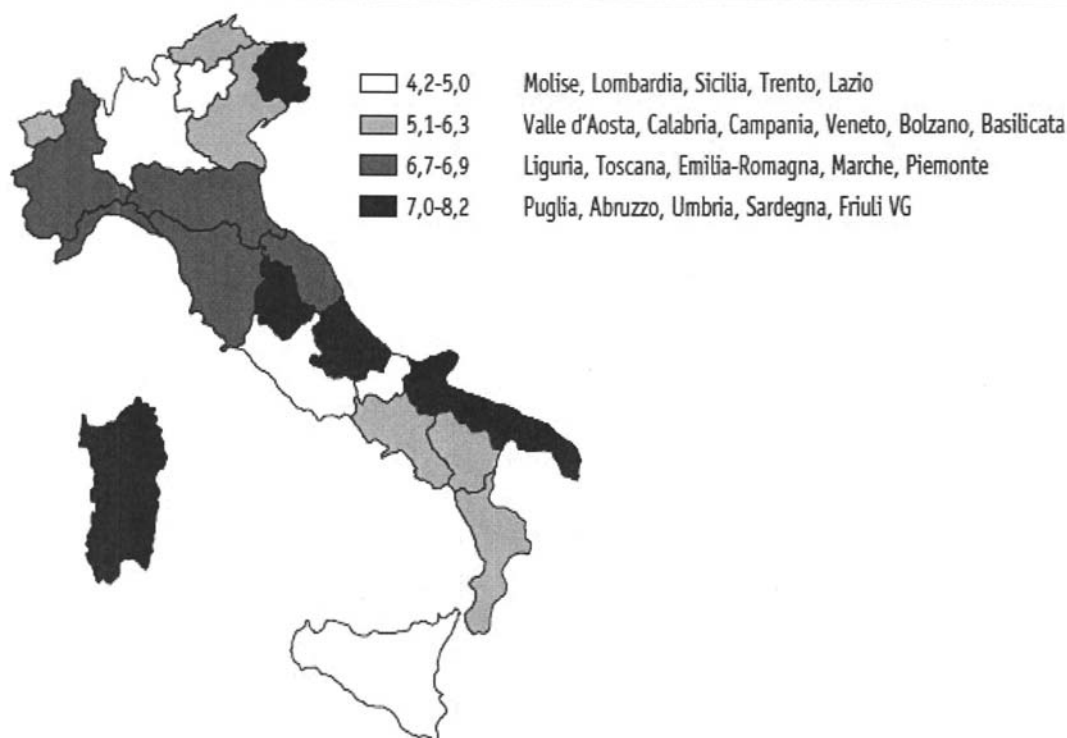 4,2-5,0 Molise, Lombardia, Sicilia, Trento, Lazio
5,1-6,3 Valle d'Aosta, Calabria, Campania, Veneto, Bolzano, Basilicata
6,7-6,9 Liguria, Toscana, Emilia-Romagna, Marche, Piemonte
7,0-8,2 Puglia, Abruzzo, Umbria, Sardegna, Friuli VG